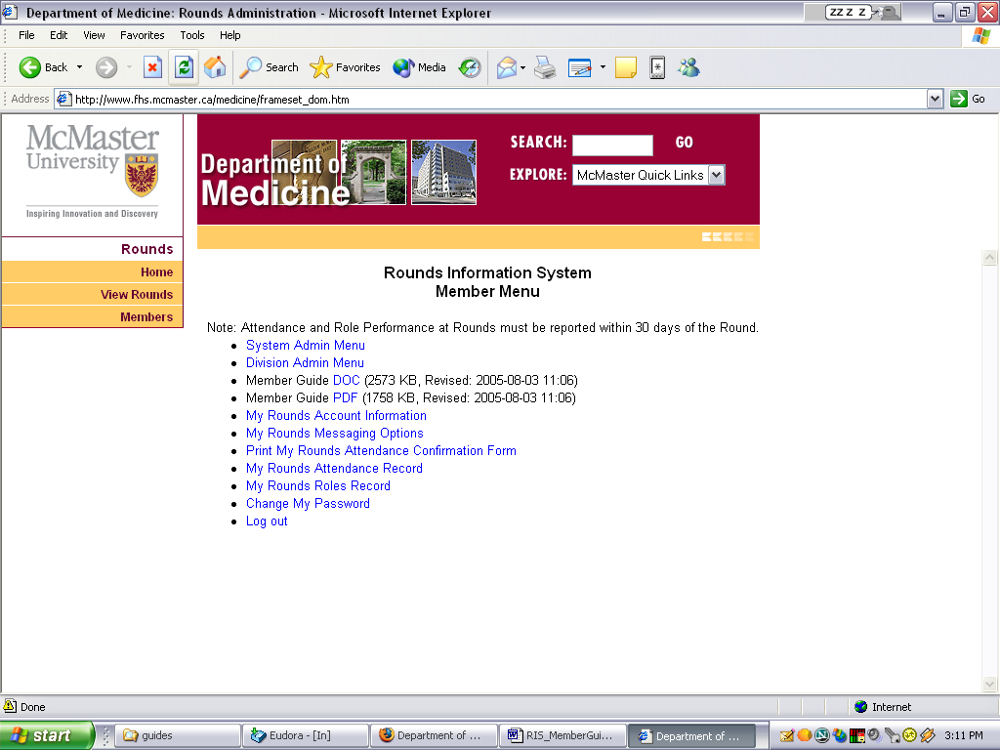 Department of Medicine: Rounds Administration - Microsoft Internet Explorer
zz z z
File Edit View Favorites Tools Help
Back Search Favorites Media
Address http://www.fhs.mcmaster.ca/medicine/frameset_dom.htm Go
McMaster
University
Inspiring Innovation and Discovery
Department of
Medicine
SEARCH: GO
EXPLORE: McMaster Quick Links
Rounds
Home
View Rounds
Members
Rounds Information System
Member Menu
Note: Attendance and Role Performance at Rounds must be reported within 30 days of the Round.
System Admin Menu
Division Admin Menu
Member Guide DOC (2573 KB, Revised: 2005-08-03 11:06)
Member Guide PDF (1758 KB, Revised: 2005-08-03 11:06)
My Rounds Account Information
My Rounds Messaging Options
Print My Rounds Attendance Confirmation Form
My Rounds Attendance Record
My Rounds Roles Record
Change My Password
Log out
Done Internet
start guides Eudora - [In] Department of ... RIS_MemberGui... Department of ... 3:11 PM